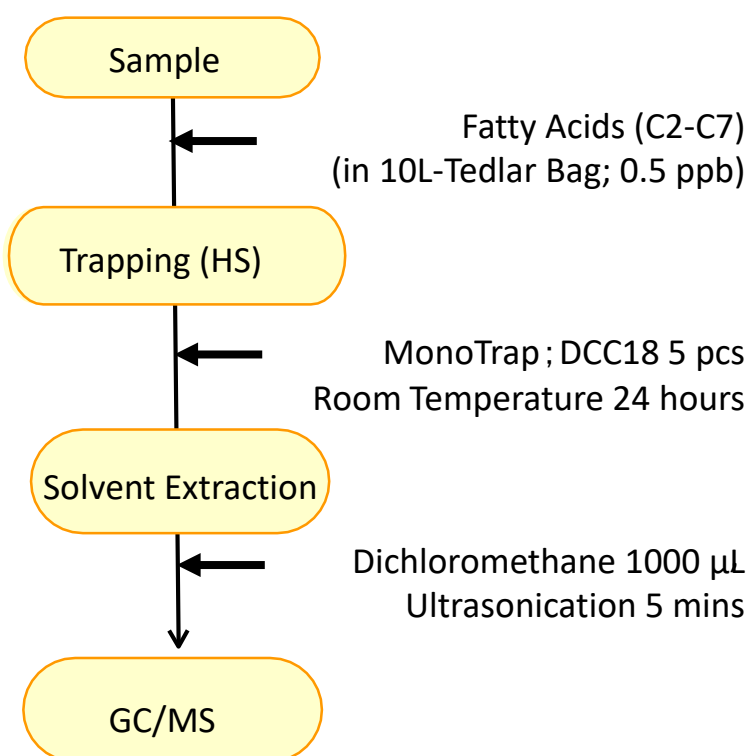 Sample
Fatty Acids (C2-C7)
(in 10L-Tedlar Bag; 0.5 ppb)
Trapping (HS)
MonoTrap ; DCC18 5 pcs
Room Temperature 24 hours
Solvent Extraction
Dichloromethane 1000 µL
Ultrasonication 5 mins
GC/MS